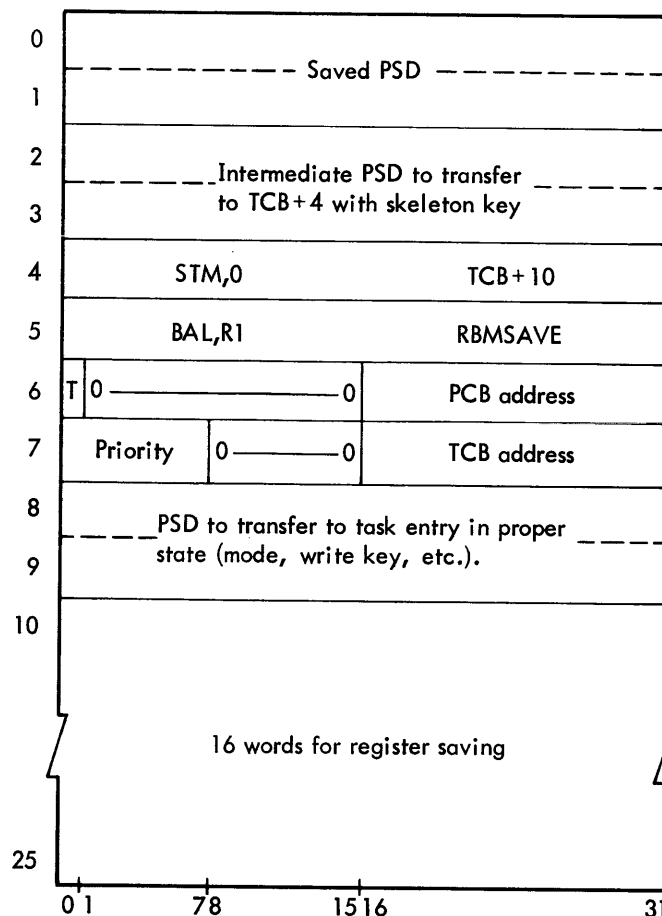 0
Saved PSD
1
2
Intermediate PSD to transfer
to TCB+4 with skeleton key
3
4 STM,0 TCB+10
5 BAL,R1 RBMSAVE
6 T 0 0 PCB address
7 Priority 0 0 TCB address
8
PSD to transfer to task entry in proper
state (mode, write key, etc.).
9
10
16 words for register saving
25
0 1 7 8 15 16 31